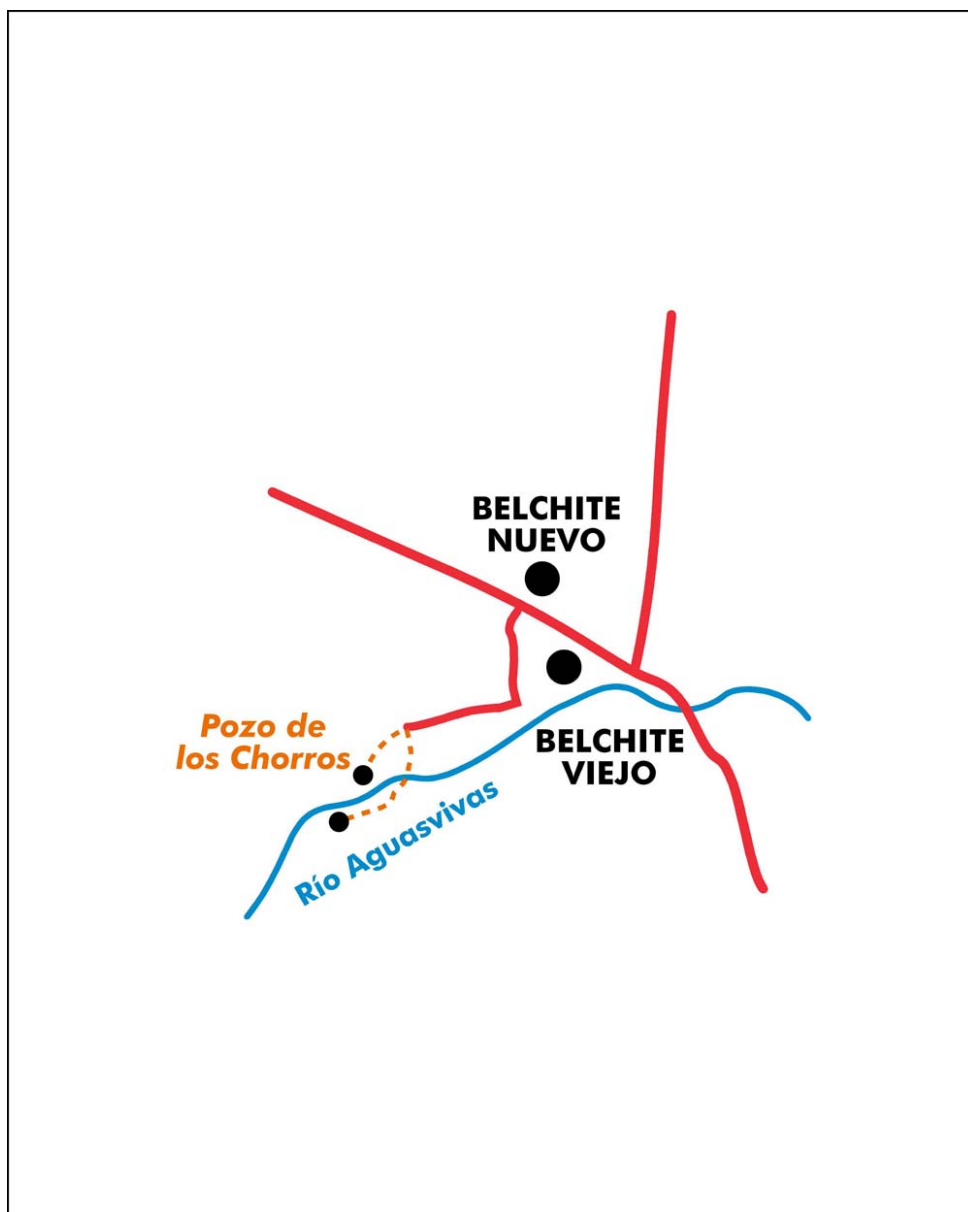 BELCHITE
NUEVO
Pozo de
los Chorros
BELCHITE
VIEJO
Río Aguasvivas